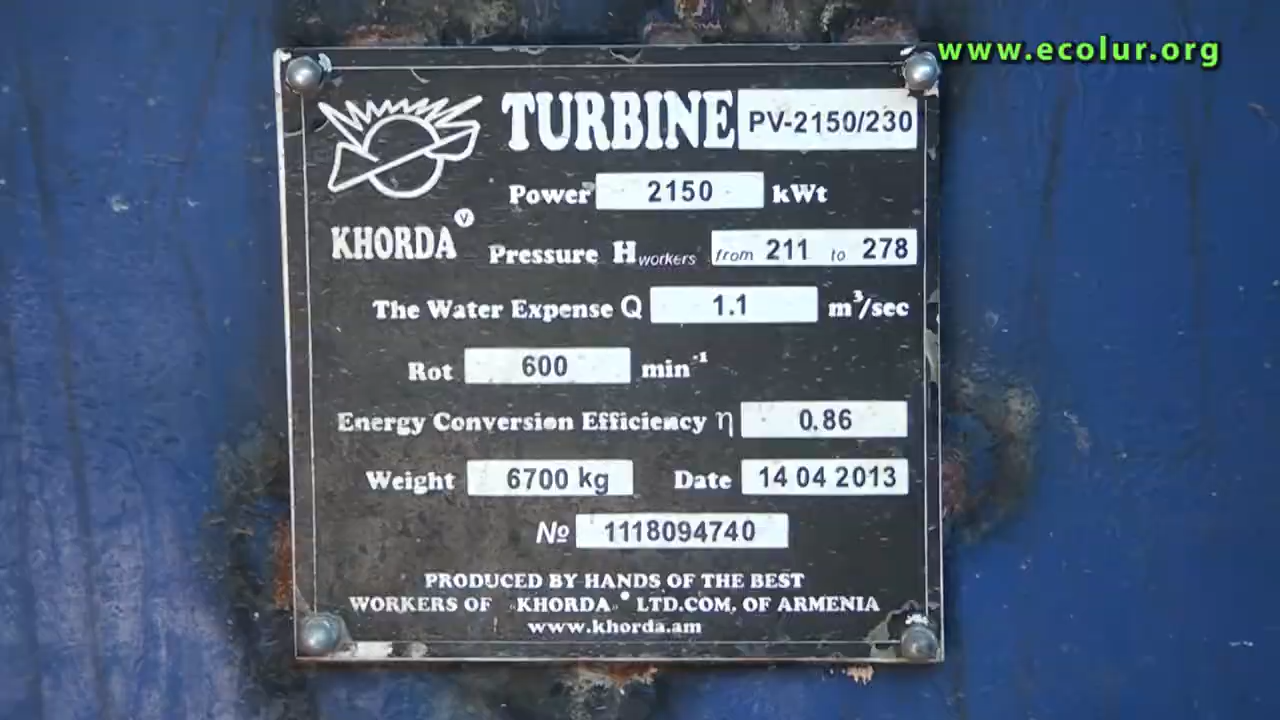 www.ecolur.org
TURBINE PV-2150/230
Power 2150 kWt
KHORDA
Pressure H workers from 211 to 278
The Water Expense Q 1.1 m³/sec
Rot 600 min⁻¹
Energy Conversion Efficiency η 0.86
Weight 6700 kg Date 14 04 2013
№ 1118094740
PRODUCED BY HANDS OF THE BEST
WORKERS OF «KHORDA»® LTD.COM. OF ARMENIA
www.khorda.am